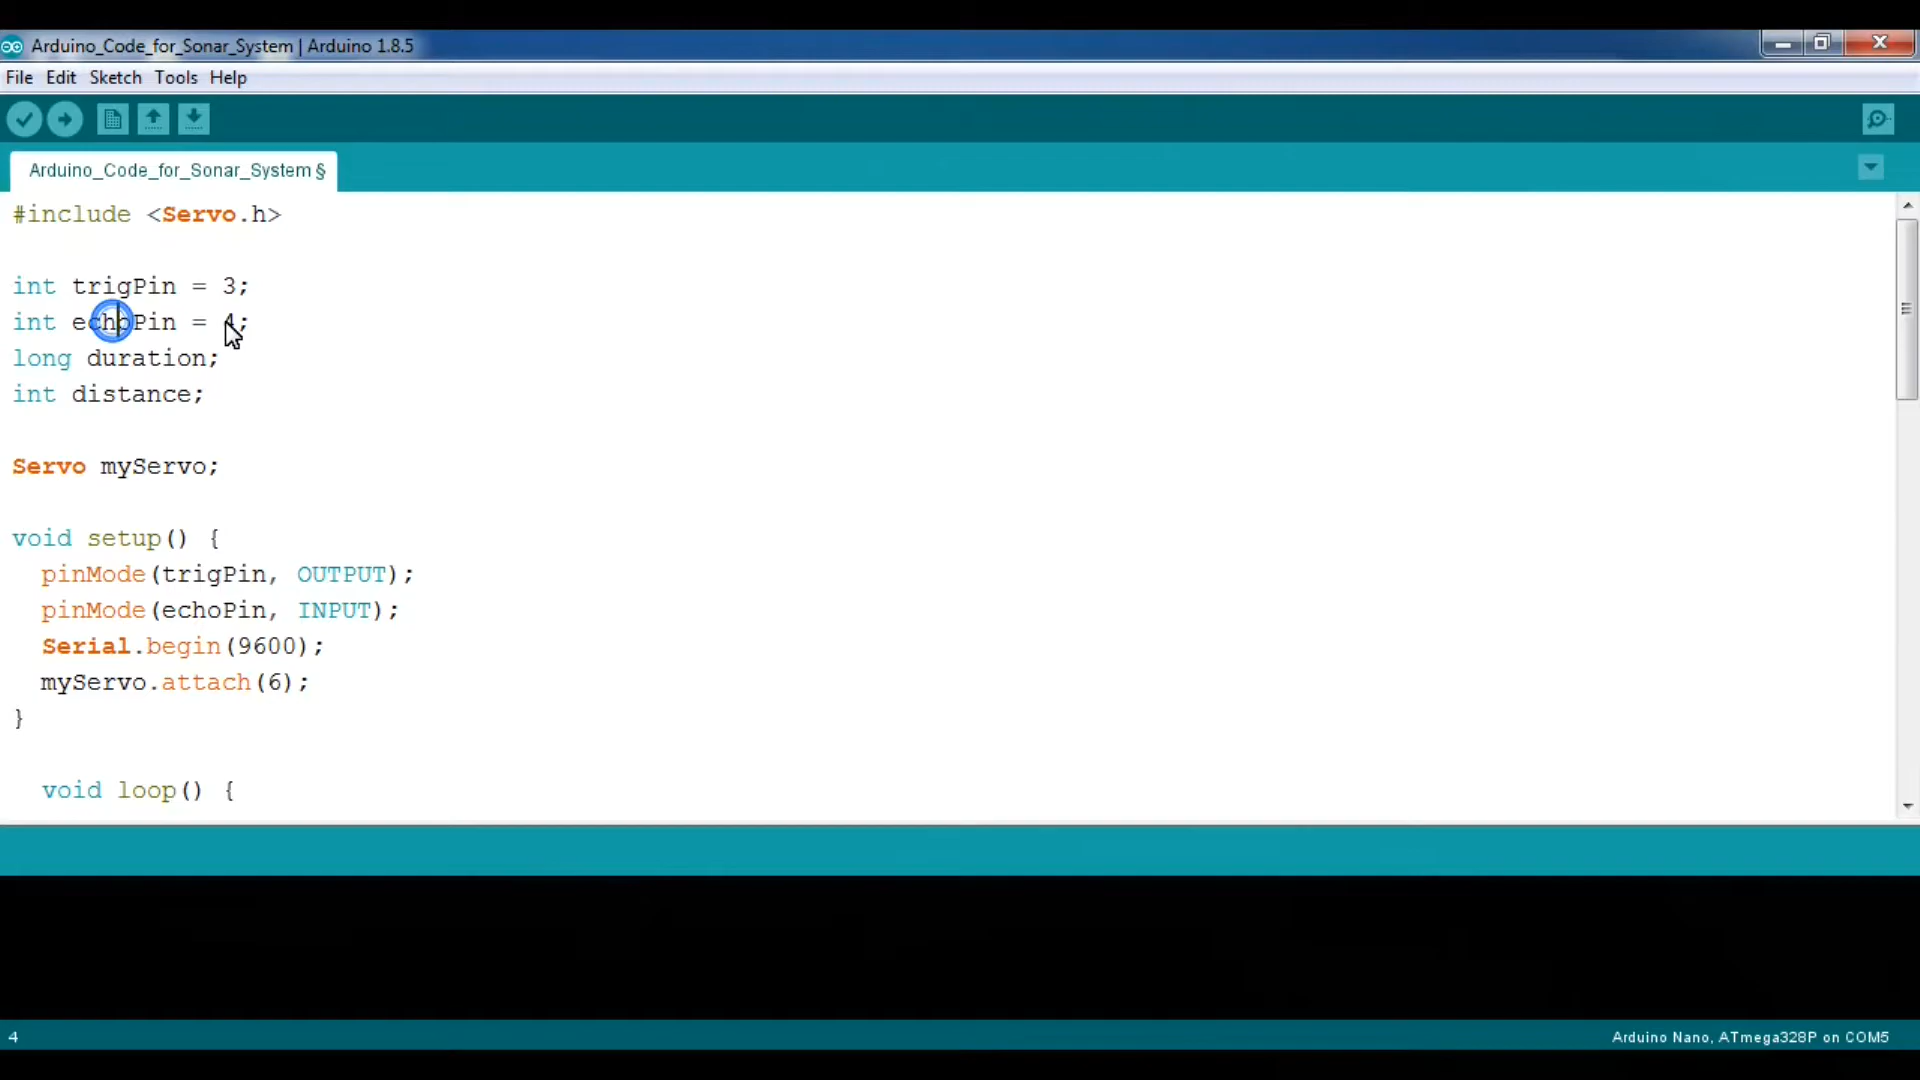 Arduino_Code_for_Sonar_System | Arduino 1.8.5
File Edit Sketch Tools Help
Arduino_Code_for_Sonar_System §
#include <Servo.h>
int trigPin = 3;
int echoPin = 4;
long duration;
int distance;
Servo myServo;
void setup() {
pinMode(trigPin, OUTPUT);
pinMode(echoPin, INPUT);
Serial.begin(9600);
myServo.attach(6);
}
void loop() {
4
Arduino Nano, ATmega328P on COM5